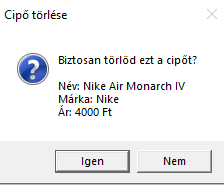 Cipő törlése
Biztosan törlöd ezt a cipőt?
Név: Nike Air Monarch IV
Márka: Nike
Ár: 4000 Ft
Igen
Nem